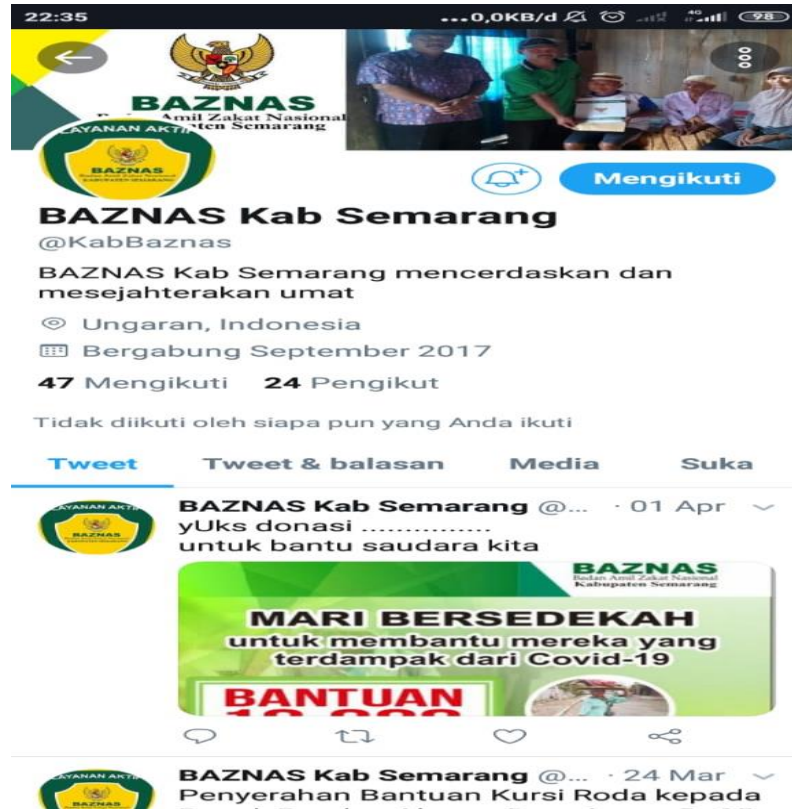 22:35
...0,0KB/d 4G 98
BAZNAS
Amil Zakat Nasional
Semarang
LAYANAN AKTIF
BAZNAS
BAZNAS Kab Semarang
Mengikuti
@KabBaznas
BAZNAS Kab Semarang mencerdaskan dan
mesejahterakan umat
Ungaran, Indonesia
Bergabung September 2017
47 Mengikuti 24 Pengikut
Tidak diikuti oleh siapa pun yang Anda ikuti
Tweet Tweet & balasan Media Suka
BAZNAS Kab Semarang @... · 01 Apr
yUks donasi ...............
untuk bantu saudara kita
BAZNAS
Badan Amil Zakat Nasional
Kabupaten Semarang
MARI BERSEDEKAH
untuk membantu mereka yang
terdampak dari Covid-19
BANTUAN
BAZNAS Kab Semarang @... · 24 Mar
Penyerahan Bantuan Kursi Roda kepada